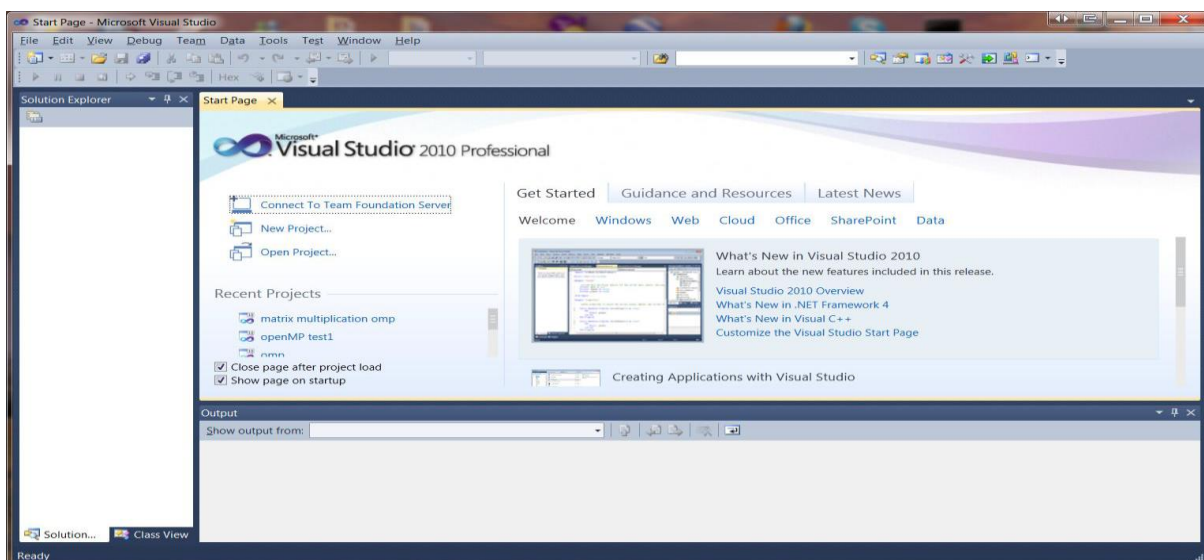 Start Page - Microsoft Visual Studio
File Edit View Debug Team Data Tools Test Window Help
Hex
Solution Explorer
Start Page
Microsoft
Visual Studio 2010 Professional
Connect To Team Foundation Server
New Project...
Open Project...
Recent Projects
matrix multiplication omp
openMP test1
omp
Close page after project load
Show page on startup
Get Started Guidance and Resources Latest News
Welcome Windows Web Cloud Office SharePoint Data
What's New in Visual Studio 2010
Learn about the new features included in this release.
Visual Studio 2010 Overview
What's New in .NET Framework 4
What's New in Visual C++
Customize the Visual Studio Start Page
Creating Applications with Visual Studio
Output
Show output from:
Solution... Class View
Ready